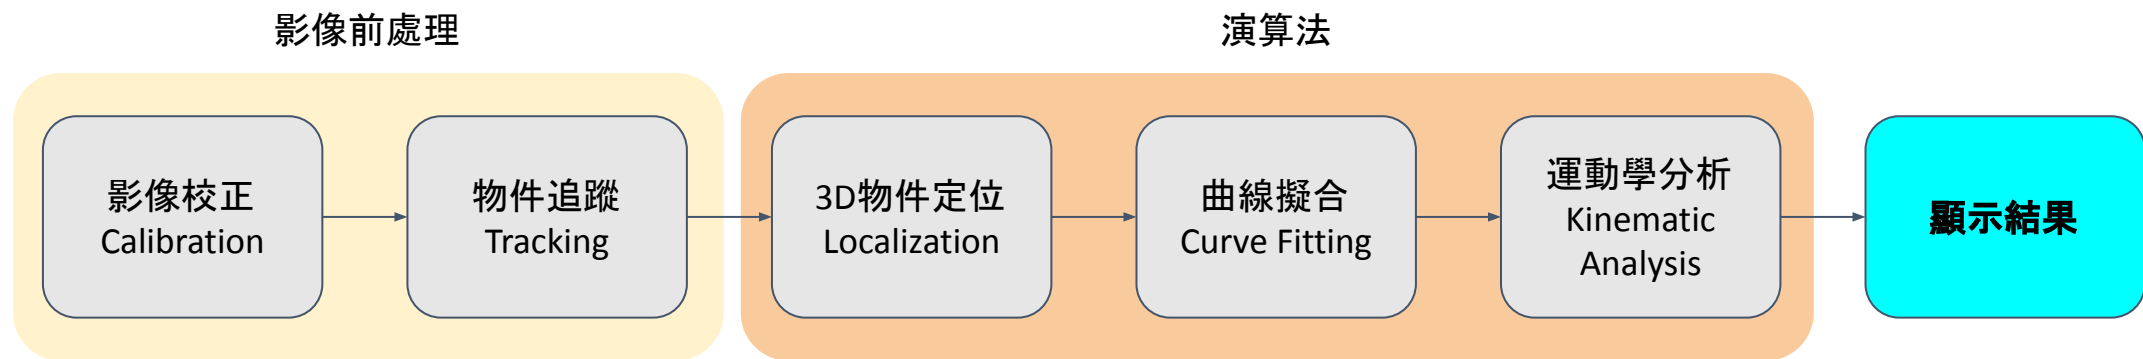 影像前處理
演算法
影像校正
Calibration
物件追蹤
Tracking
3D物件定位
Localization
曲線擬合
Curve Fitting
運動學分析
Kinematic
Analysis
顯示結果